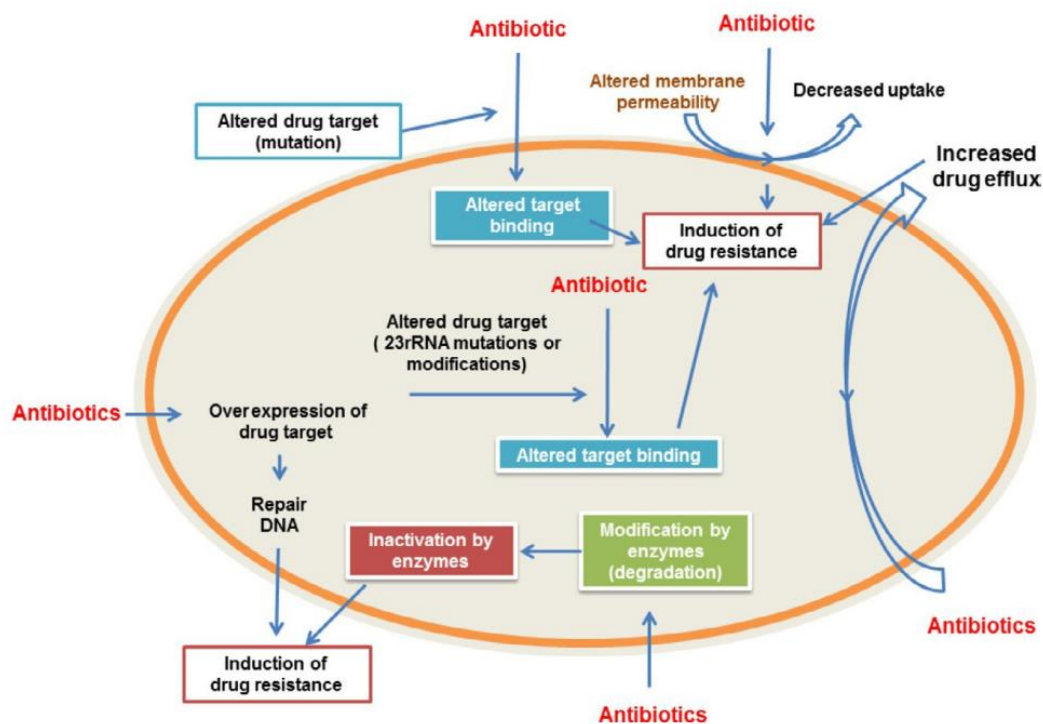 Antibiotic
Antibiotic
Altered membrane
permeability
Decreased uptake
Altered drug target
(mutation)
Increased
drug efflux
Altered target
binding
Induction of
drug resistance
Antibiotic
Altered drug target
( 23rRNA mutations or
modifications)
Antibiotics
Over expression of
drug target
Altered target binding
Repair
DNA
Inactivation by
enzymes
Modification by
enzymes
(degradation)
Antibiotics
Induction of
drug resistance
Antibiotics